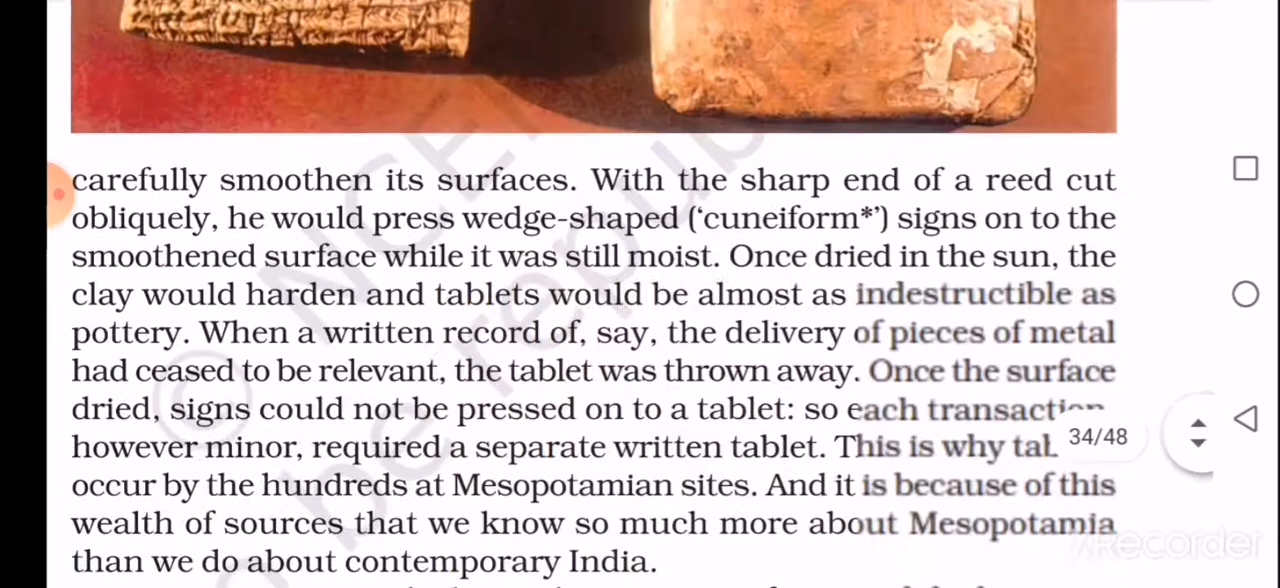 carefully smoothen its surfaces. With the sharp end of a reed cut
obliquely, he would press wedge-shaped (‘cuneiform*’) signs on to the
smoothened surface while it was still moist. Once dried in the sun, the
clay would harden and tablets would be almost as indestructible as
pottery. When a written record of, say, the delivery of pieces of metal
had ceased to be relevant, the tablet was thrown away. Once the surface
dried, signs could not be pressed on to a tablet: so each
however minor, required a separate written tablet. This is why
34/48
occur by the hundreds at Mesopotamian sites. And it is because of this
wealth of sources that we know so much more about Mesopotamia
than we do about contemporary India.
Recorder